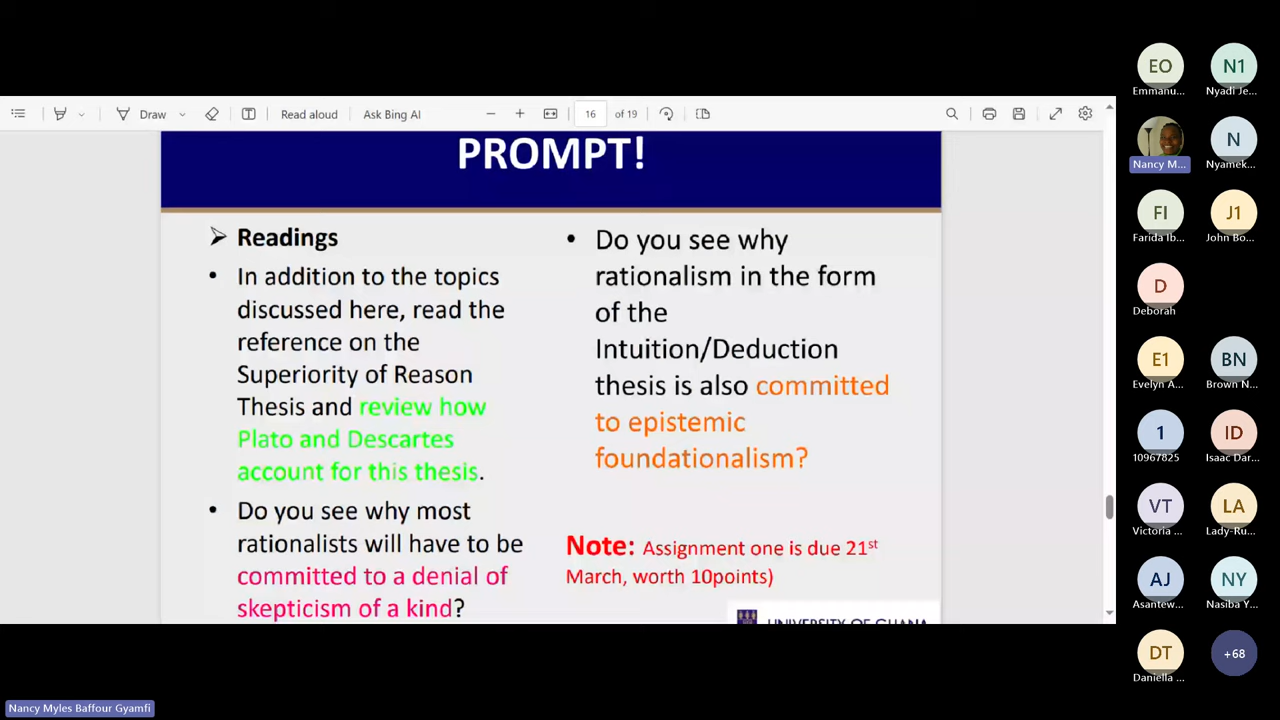 Draw
Read aloud
Ask Bing AI
16
of 19
PROMPT!
Readings
In addition to the topics
discussed here, read the
reference on the
Superiority of Reason
Thesis and review how
Plato and Descartes
account for this thesis.
Do you see why most
rationalists will have to be
committed to a denial of
skepticism of a kind?
Do you see why
rationalism in the form
of the
Intuition/Deduction
thesis is also committed
to epistemic
foundationalism?
Note: Assignment one is due 21st
March, worth 10points)
UNIVERSITY OF GHANA
EO
Emmanu...
N1
Nyadi Je...
Nancy M...
N
Nyamek...
FI
Farida Ib...
J1
John Bo...
D
Deborah
E1
Evelyn A...
BN
Brown N...
1
10967825
ID
Isaac Dar...
VT
Victoria ...
LA
Lady-Ru...
AJ
Asantew...
NY
Nasiba Y...
DT
Daniella ...
+68
Nancy Myles Baffour Gyamfi